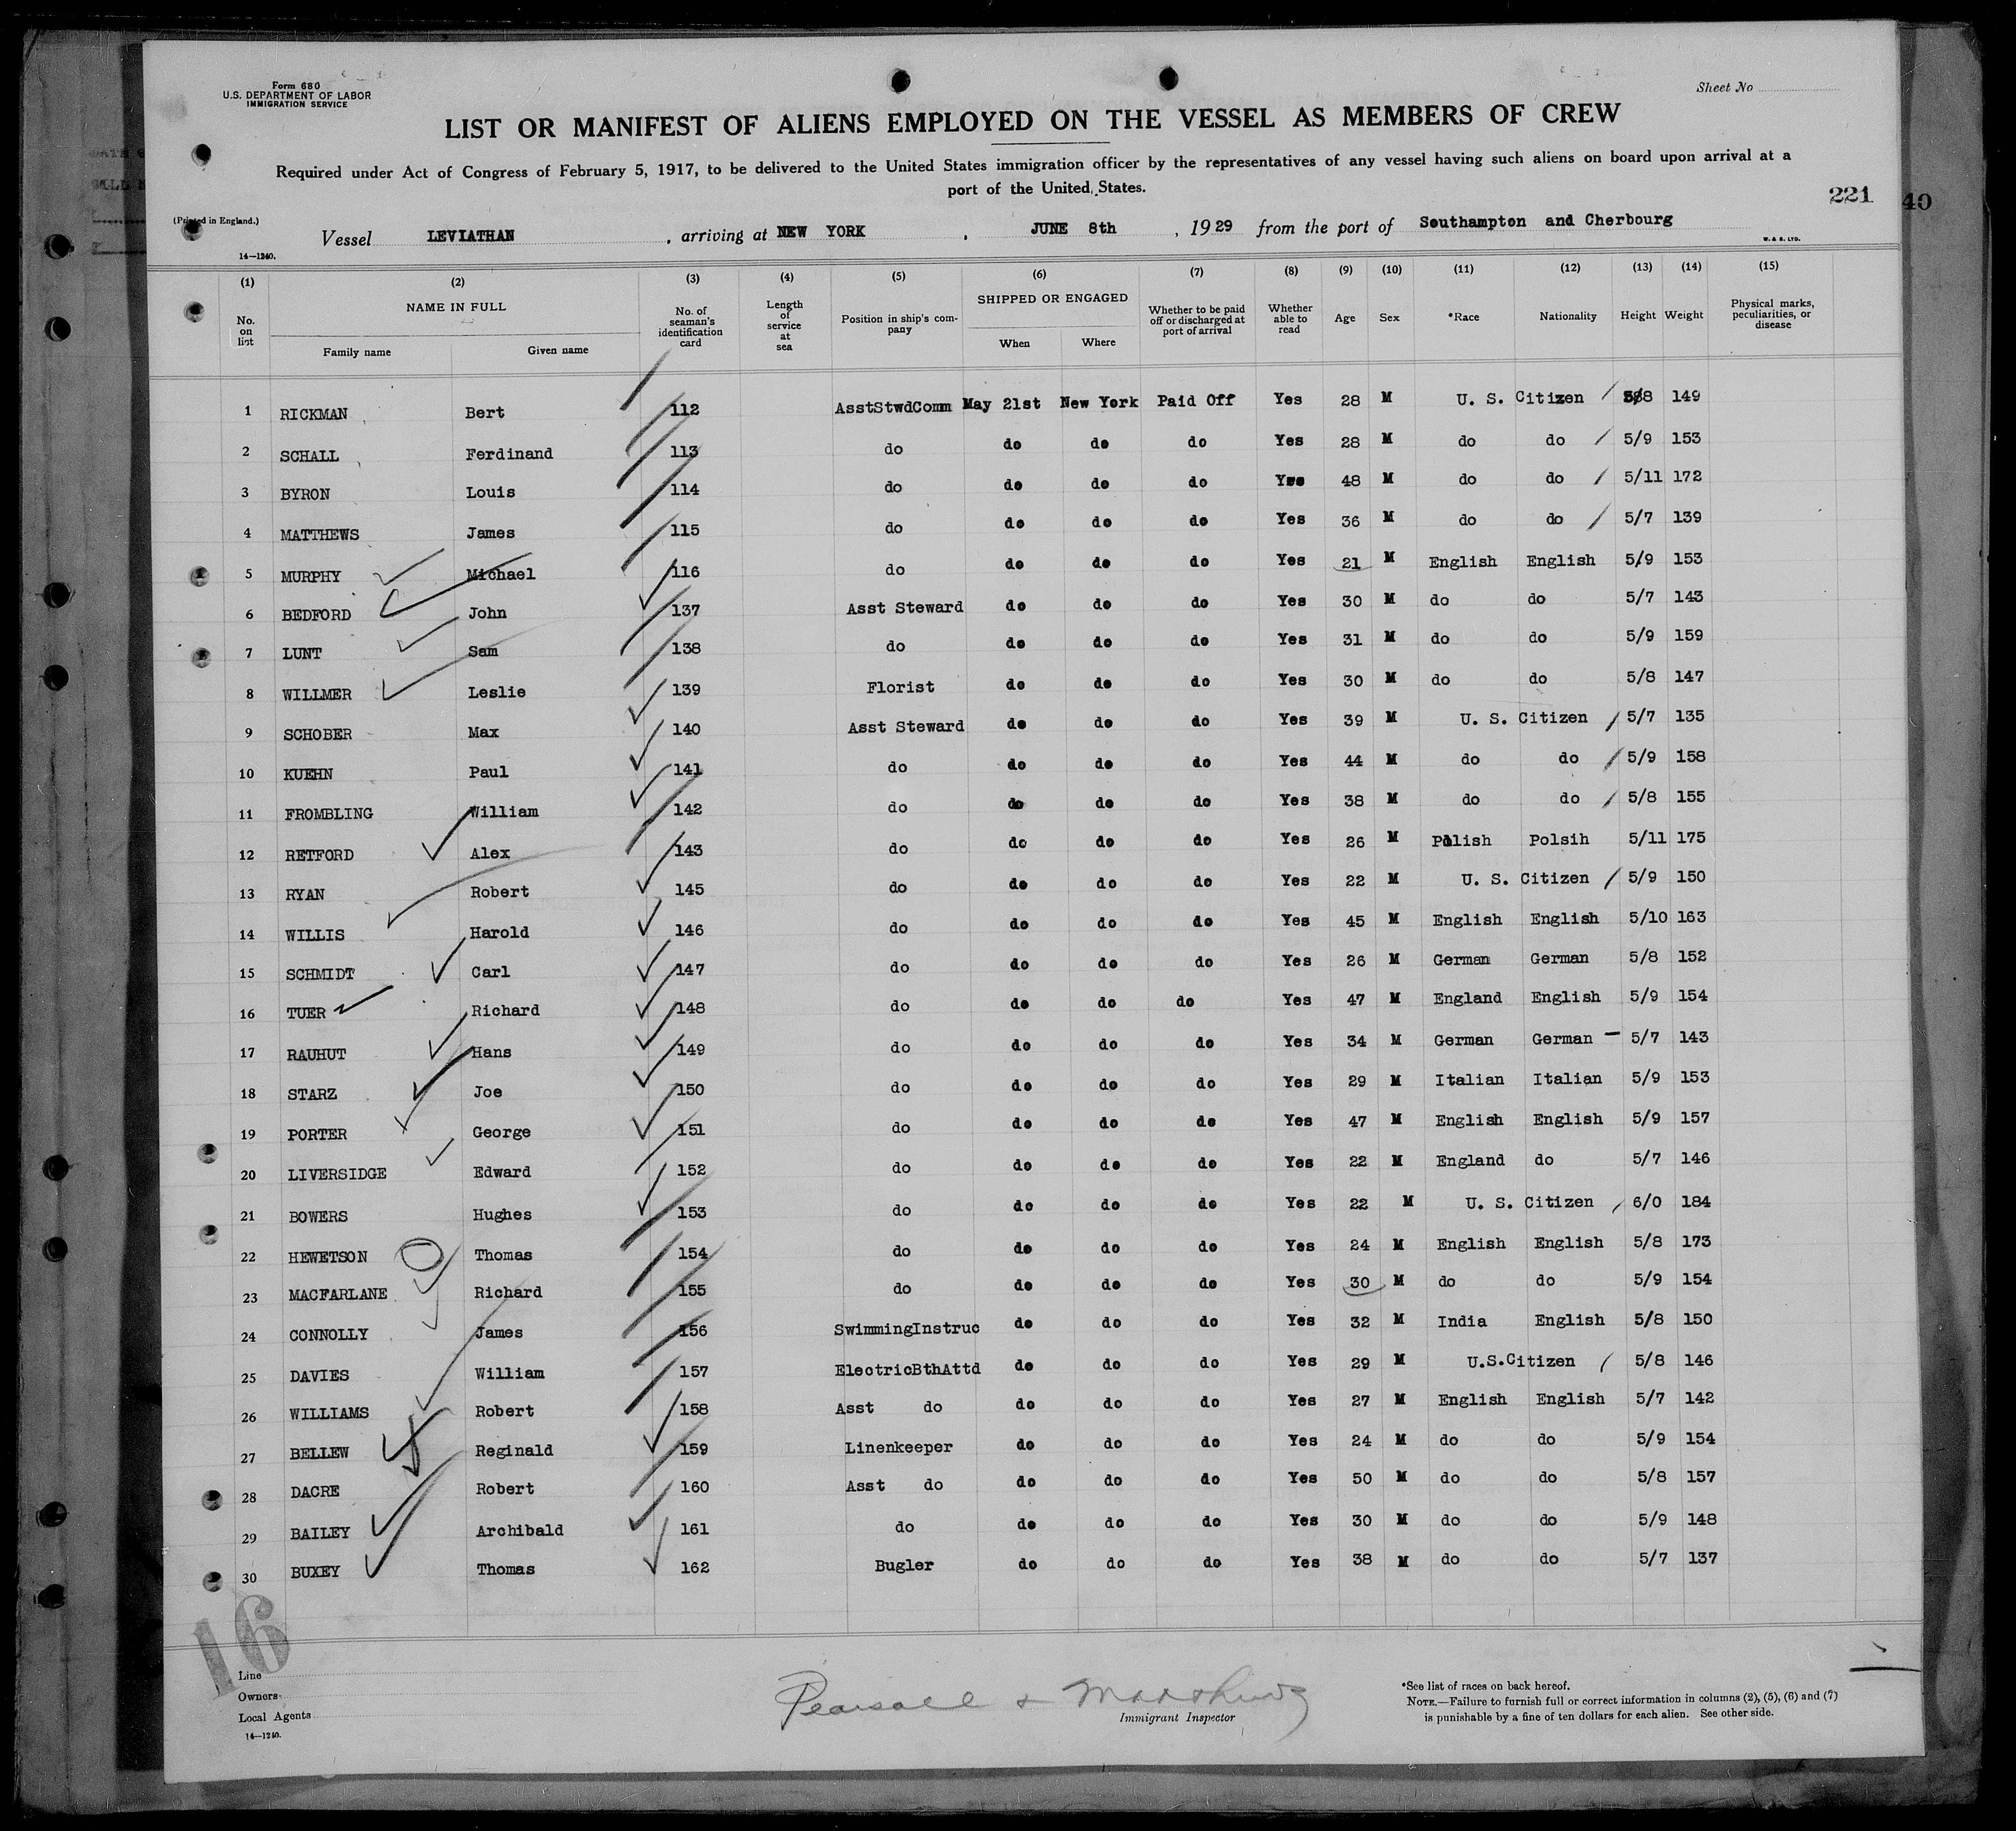 Form 680
U.S. DEPARTMENT OF LABOR
IMMIGRATION SERVICE
Sheet No
LIST OR MANIFEST OF ALIENS EMPLOYED ON THE VESSEL AS MEMBERS OF CREW
Required under Act of Congress of February 5, 1917, to be delivered to the United States immigration officer by the representatives of any vessel having such aliens on board upon arrival at a
port of the United States.
221
40
(Printed in England.)
Vessel LEVIATHAN , arriving at NEW YORK , JUNE 8th , 1929 from the port of Southampton and Cherbourg
14—1240.
W. & S. LTD.
(1) (2) (3) (4) (5) (6) (7) (8) (9) (10) (11) (12) (13) (14) (15)
No. on list NAME IN FULL Family name Given name No. of seaman's identification card Length of service at sea Position in ship's company SHIPPED OR ENGAGED When Where Whether to be paid off or discharged at port of arrival Whether able to read Age Sex *Race Nationality Height Weight Physical marks, peculiarities, or disease
1 RICKMAN Bert 112 AsstStwdComm May 21st New York Paid Off Yes 28 M U. S. Citizen 5/8 149
2 SCHALL Ferdinand 113 do do do do Yes 28 M do do 5/9 153
3 BYRON Louis 114 do do do do Yes 48 M do do 5/11 172
4 MATTHEWS James 115 do do do do Yes 36 M do do 5/7 139
5 MURPHY Michael 116 do do do do Yes 21 M English English 5/9 153
6 BEDFORD John 137 Asst Steward do do do Yes 30 M do do 5/7 143
7 LUNT Sam 138 do do do do Yes 31 M do do 5/9 159
8 WILLMER Leslie 139 Florist do do do Yes 30 M do do 5/8 147
9 SCHOBER Max 140 Asst Steward do do do Yes 39 M U. S. Citizen 5/7 135
10 KUEHN Paul 141 do do do do Yes 44 M do do 5/9 158
11 FROMBLING William 142 do do do do Yes 38 M do do 5/8 155
12 RETFORD Alex 143 do do do do Yes 26 M Polish Polsih 5/11 175
13 RYAN Robert 145 do do do do Yes 22 M U. S. Citizen 5/9 150
14 WILLIS Harold 146 do do do do Yes 45 M English English 5/10 163
15 SCHMIDT Carl 147 do do do do Yes 26 M German German 5/8 152
16 TUER Richard 148 do do do do Yes 47 M England English 5/9 154
17 RAUHUT Hans 149 do do do do Yes 34 M German German 5/7 143
18 STARZ Joe 150 do do do do Yes 29 M Italian Italian 5/9 153
19 PORTER George 151 do do do do Yes 47 M English English 5/9 157
20 LIVERSIDGE Edward 152 do do do do Yes 22 M England do 5/7 146
21 BOWERS Hughes 153 do do do do Yes 22 M U. S. Citizen 6/0 184
22 HEWETSON Thomas 154 do do do do Yes 24 M English English 5/8 173
23 MACFARLANE Richard 155 do do do do Yes 30 M do do 5/9 154
24 CONNOLLY James 156 SwimmingInstruc do do do Yes 32 M India English 5/8 150
25 DAVIES William 157 ElectricBthAttd do do do Yes 29 M U.S.Citizen 5/8 146
26 WILLIAMS Robert 158 Asst do do do do Yes 27 M English English 5/7 142
27 BELLEW Reginald 159 Linenkeeper do do do Yes 24 M do do 5/9 154
28 DACRE Robert 160 Asst do do do do Yes 50 M do do 5/8 157
29 BAILEY Archibald 161 do do do do Yes 30 M do do 5/9 148
30 BUXEY Thomas 162 Bugler do do do Yes 38 M do do 5/7 137
16
Line
Owners
Local Agents
14—1240.
Pearsall +
Immigrant Inspector
*See list of races on back hereof.
NOTE.—Failure to furnish full or correct information in columns (2), (5), (6) and (7)
is punishable by a fine of ten dollars for each alien. See other side.